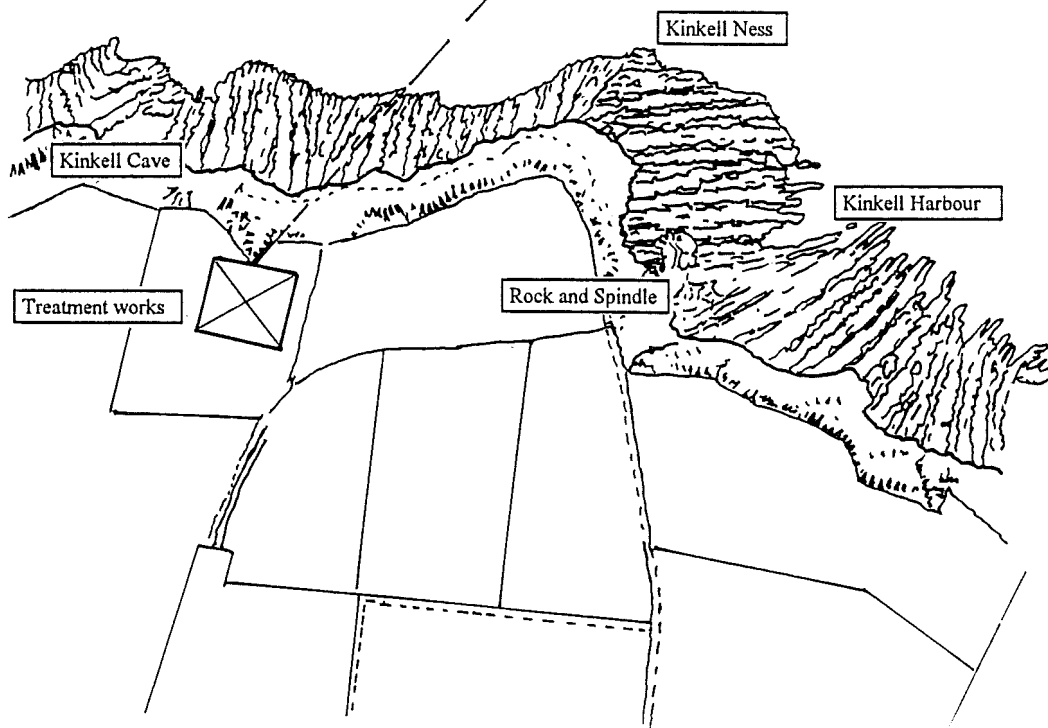 Kinkell Ness
Kinkell Cave
Kinkell Harbour
Rock and Spindle
Treatment works